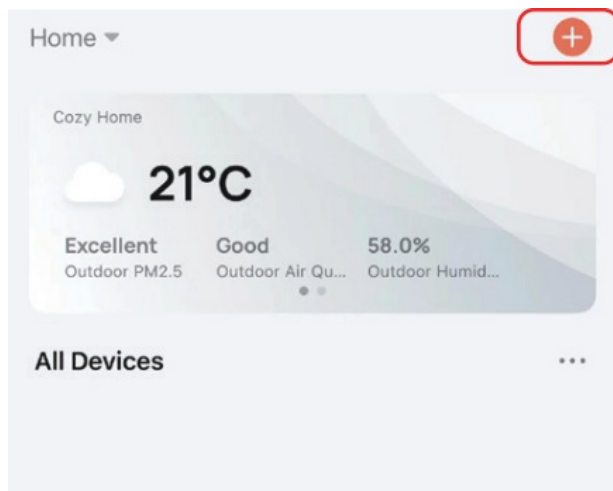 Home
Cozy Home
21°C
Excellent Good 58.0%
Outdoor PM2.5 Outdoor Air Qu... Outdoor Humid...
All Devices